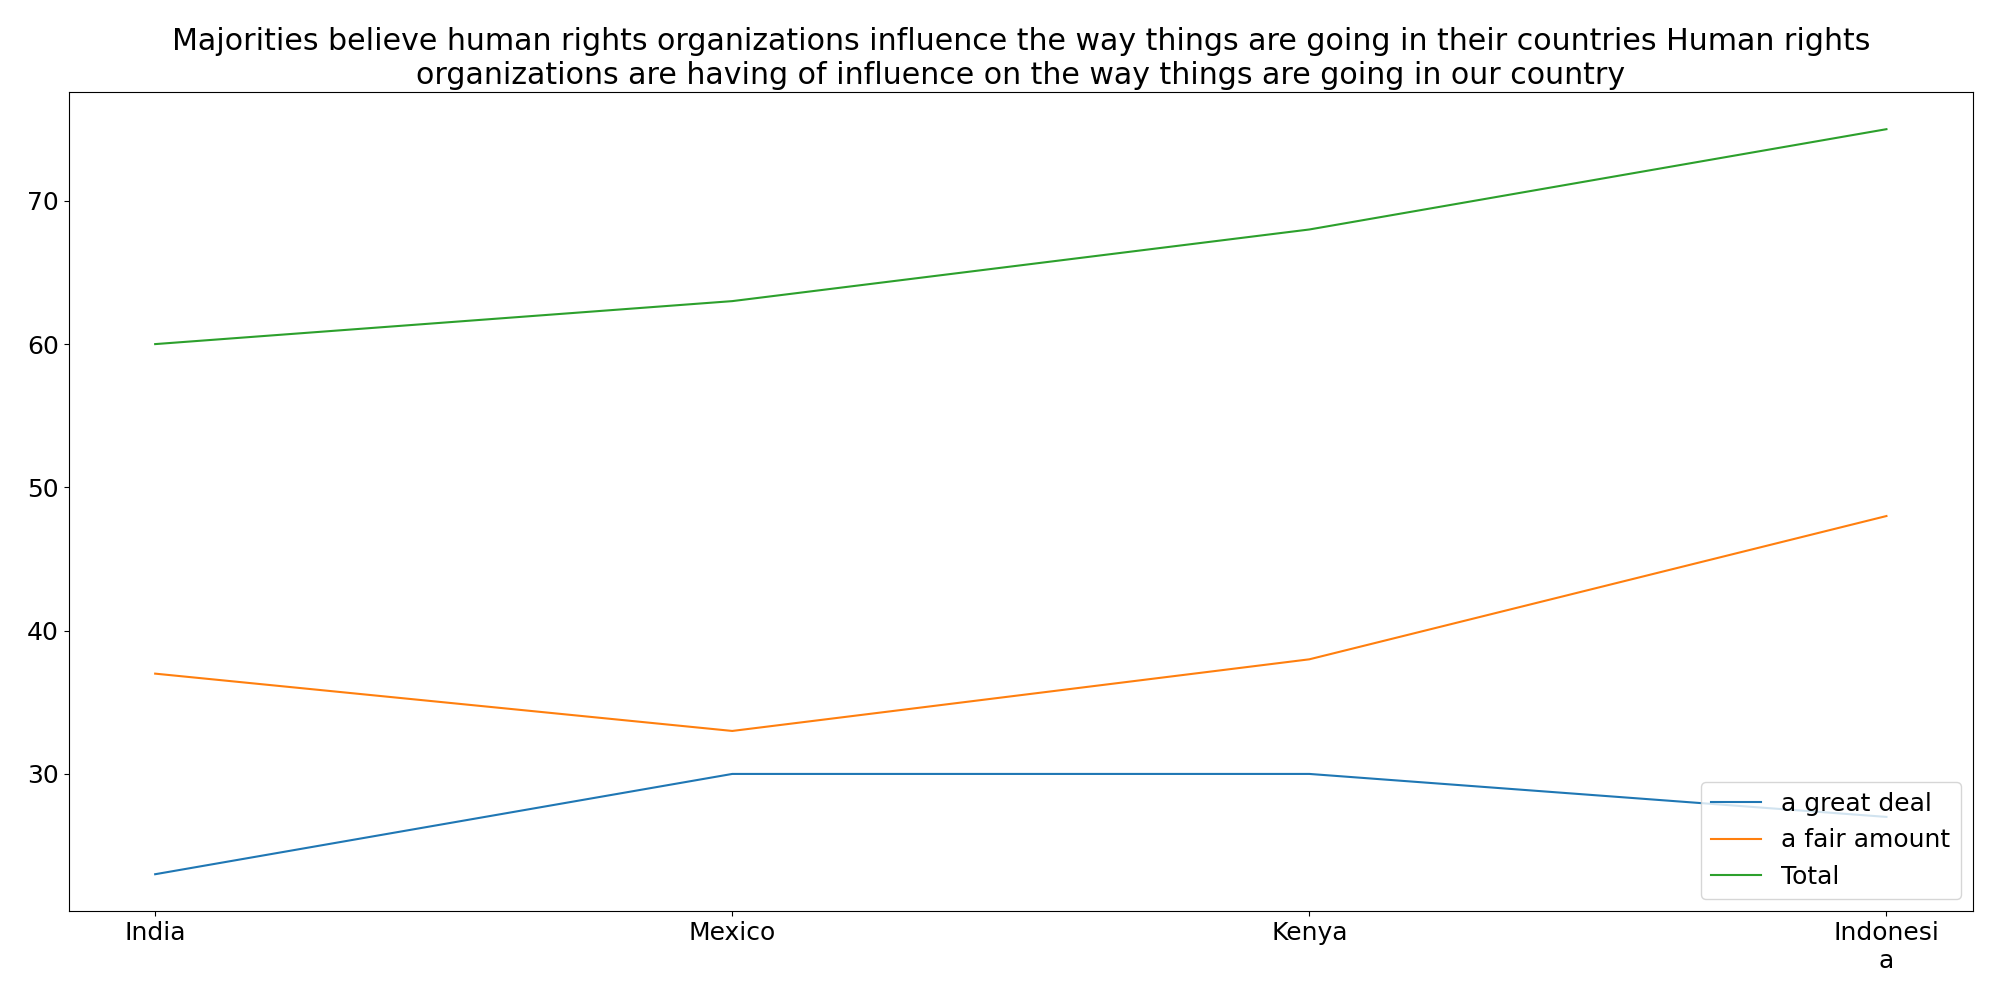 Majorities believe human rights organizations influence the way things are going in their countries Human rights
organizations are having of influence on the way things are going in our country
70
60
50
40
30
a great deal
a fair amount
Total
India
Mexico
Kenya
Indonesi
a